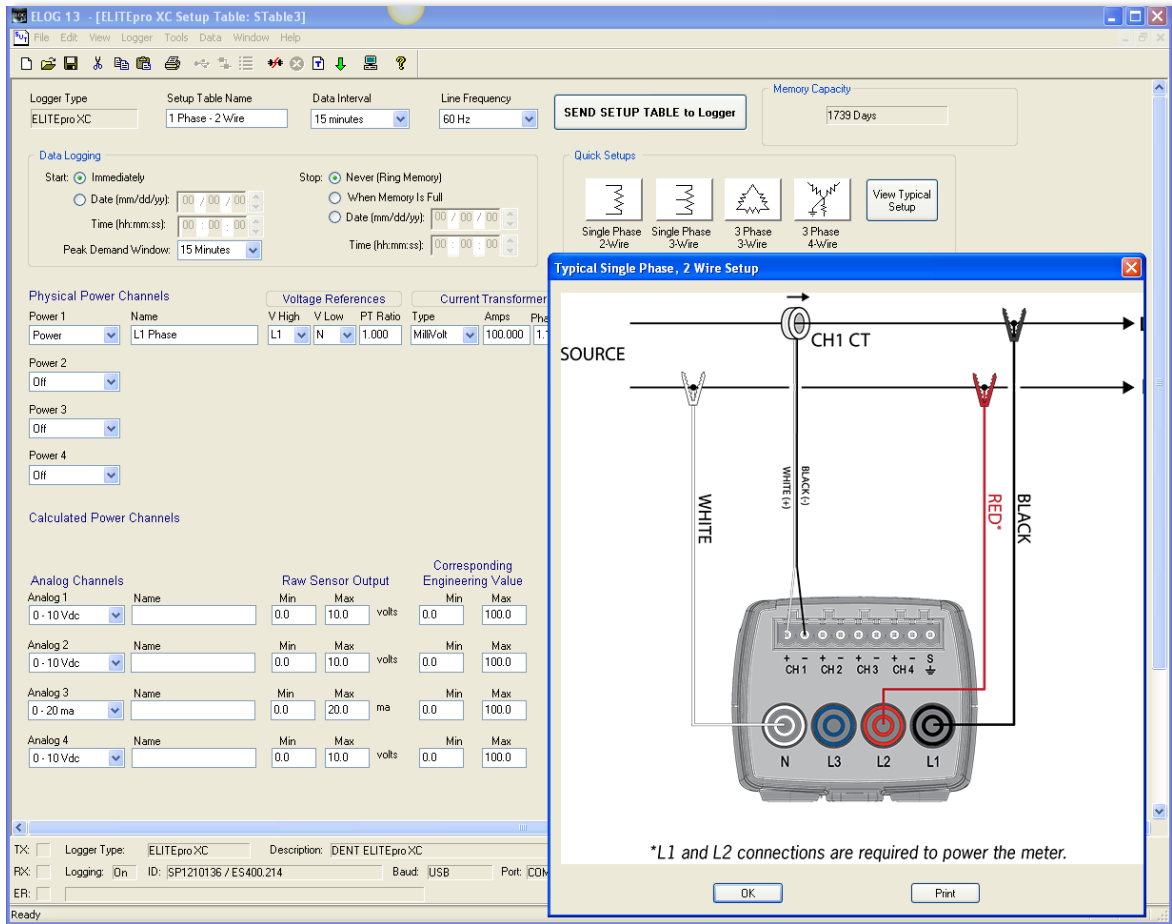 ELOG 13 - [ELITEpro XC Setup Table: STable3]
File Edit View Logger Tools Data Window Help
Logger Type
Setup Table Name
Data Interval
Line Frequency
ELITEpro XC
1 Phase - 2 Wire
15 minutes
60 Hz
SEND SETUP TABLE to Logger
Memory Capacity
1739 Days
Data Logging
Start: Immediately
Date (mm/dd/yy): 00 / 00 / 00
Time (hh:mm:ss): 00 : 00 : 00
Peak Demand Window: 15 Minutes
Stop: Never (Ring Memory)
When Memory Is Full
Date (mm/dd/yy): 00 / 00 / 00
Time (hh:mm:ss): 00 : 00 : 00
Quick Setups
Single Phase 2-Wire
Single Phase 3-Wire
3 Phase 3-Wire
3 Phase 4-Wire
View Typical Setup
Physical Power Channels
Voltage References
Current Transformer
Power 1 Name V High V Low PT Ratio Type Amps
Power L1 Phase L1 N 1.000 MilliVolt 100.000
Power 2
Off
Power 3
Off
Power 4
Off
Calculated Power Channels
Analog Channels
Raw Sensor Output
Corresponding Engineering Value
Analog 1 Name Min Max Min Max
0 - 10 Vdc 0.0 10.0 volts 0.0 100.0
Analog 2 Name Min Max Min Max
0 - 10 Vdc 0.0 10.0 volts 0.0 100.0
Analog 3 Name Min Max Min Max
0 - 20 ma 0.0 20.0 ma 0.0 100.0
Analog 4 Name Min Max Min Max
0 - 10 Vdc 0.0 10.0 volts 0.0 100.0
Typical Single Phase, 2 Wire Setup
SOURCE
CH1 CT
WHITE (+)
BLACK (-)
WHITE
RED*
BLACK
+ - + - + - + - S
CH 1 CH 2 CH 3 CH 4
N L3 L2 L1
*L1 and L2 connections are required to power the meter.
OK
Print
TX: Logger Type: ELITEpro XC Description: DENT ELITEpro XC
RX: Logging: On ID: SP1210136 / ES400.214 Baud: USB Port:
ER:
Ready